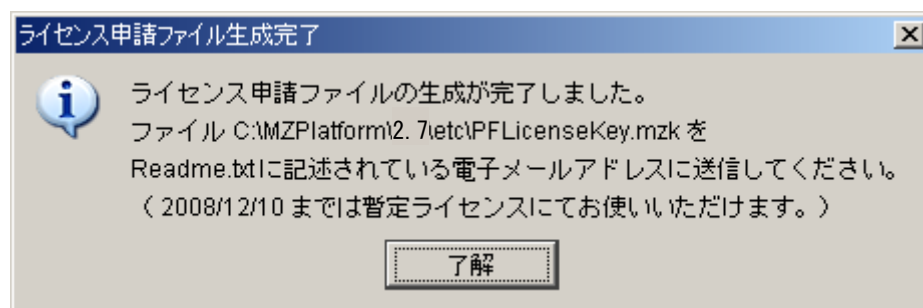 ライセンス申請ファイル生成完了
ライセンス申請ファイルの生成が完了しました。
ファイル C:\MZPlatform\2.7\etc\PFLicenseKey.mzk を
Readme.txtに記述されている電子メールアドレスに送信してください。
（2008/12/10 までは暫定ライセンスにてお使いいただけます。）
了解